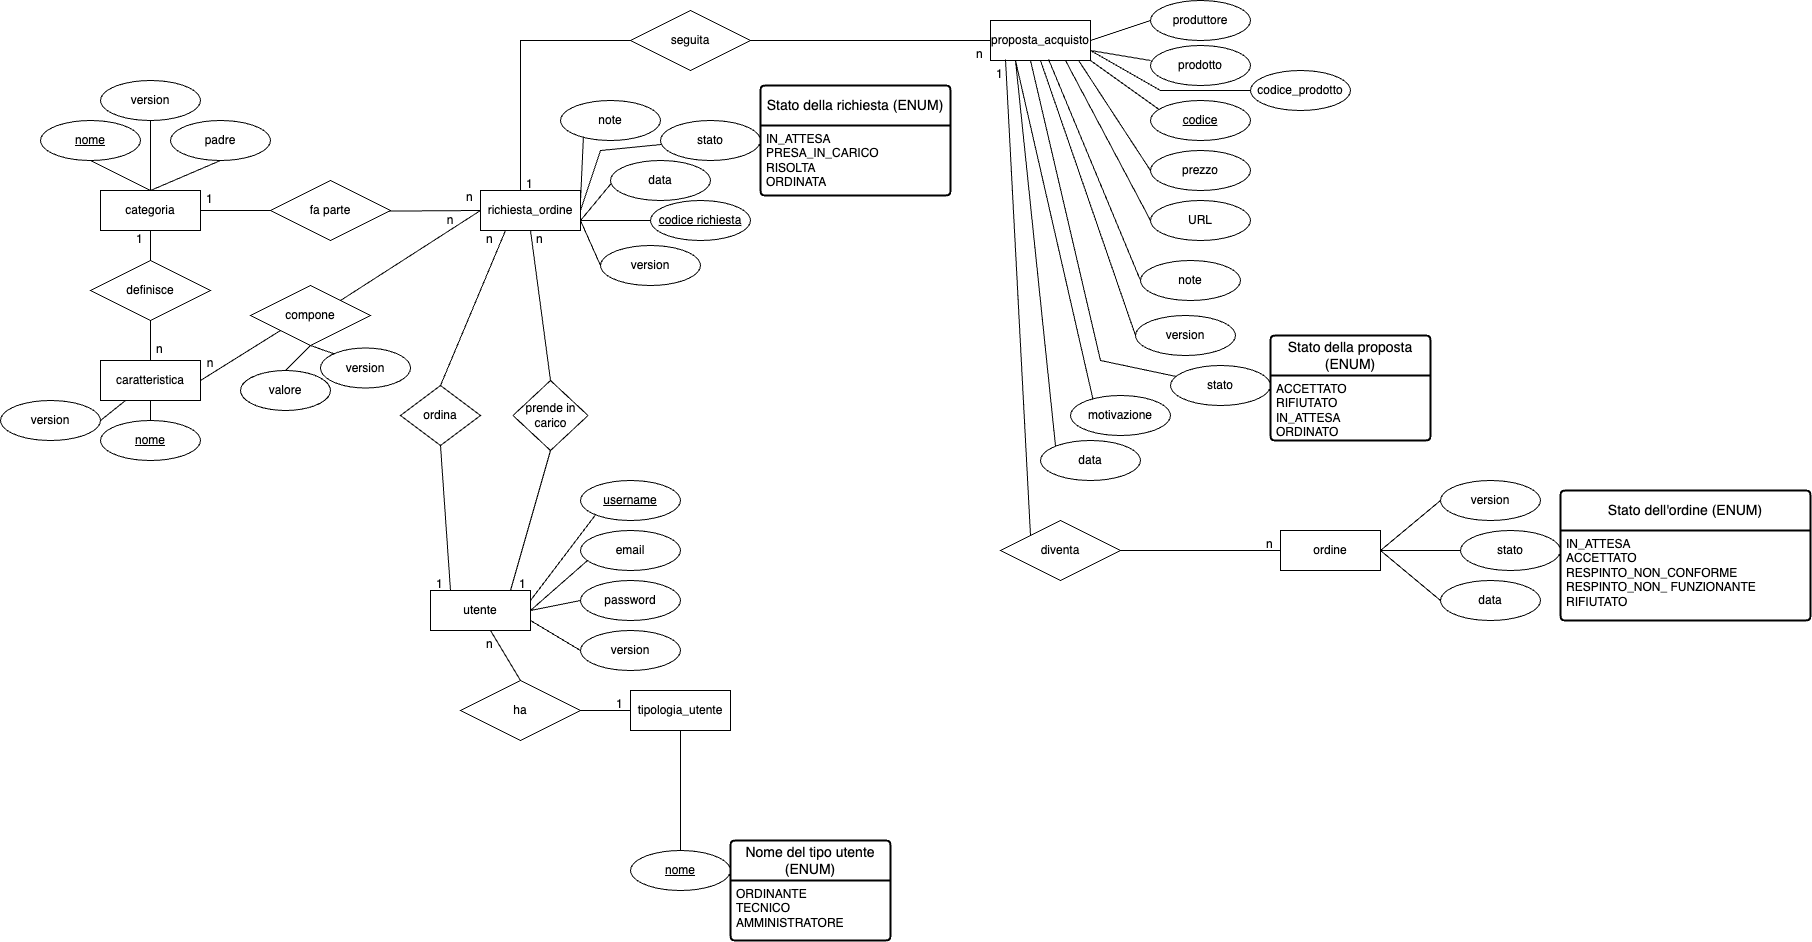 produttore
seguita
proposta_acquisto
n
1
prodotto
codice_prodotto
codice
prezzo
URL
note
version
stato
motivazione
data
Stato della proposta
(ENUM)
ACCETTATO
RIFIUTATO
IN_ATTESA
ORDINATO
version
nome
padre
categoria
1
1
fa parte
n
n
richiesta_ordine
1
n
n
note
stato
data
codice richiesta
version
Stato della richiesta (ENUM)
IN_ATTESA
PRESA_IN_CARICO
RISOLTA
ORDINATA
definisce
n
compone
n
valore
version
caratteristica
version
nome
ordina
prende in
carico
1
1
utente
n
username
email
password
version
ha
1
tipologia_utente
nome
Nome del tipo utente
(ENUM)
ORDINANTE
TECNICO
AMMINISTRATORE
diventa
n
ordine
version
stato
data
Stato dell'ordine (ENUM)
IN_ATTESA
ACCETTATO
RESPINTO_NON_CONFORME
RESPINTO_NON_ FUNZIONANTE
RIFIUTATO